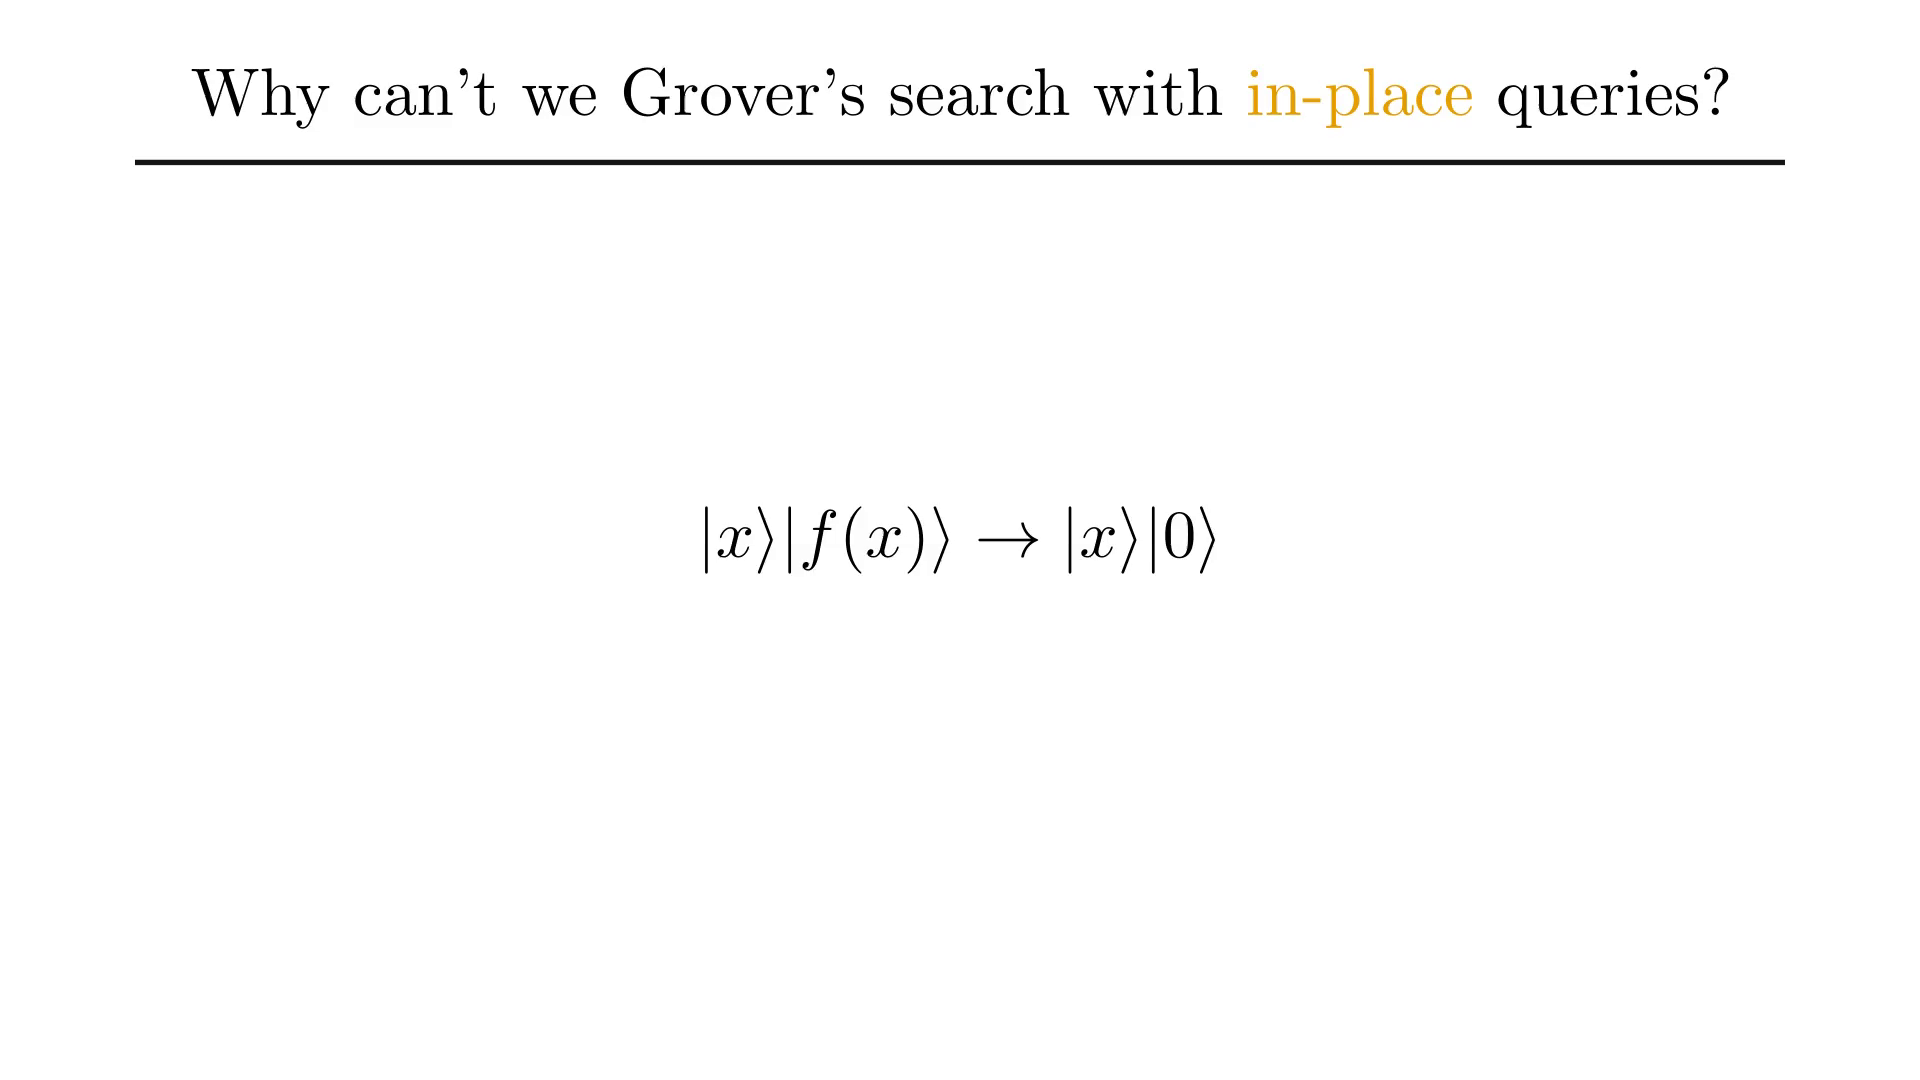 Why can't we Grover's search with in-place queries?
|x⟩|f(x)⟩ → |x⟩|0⟩